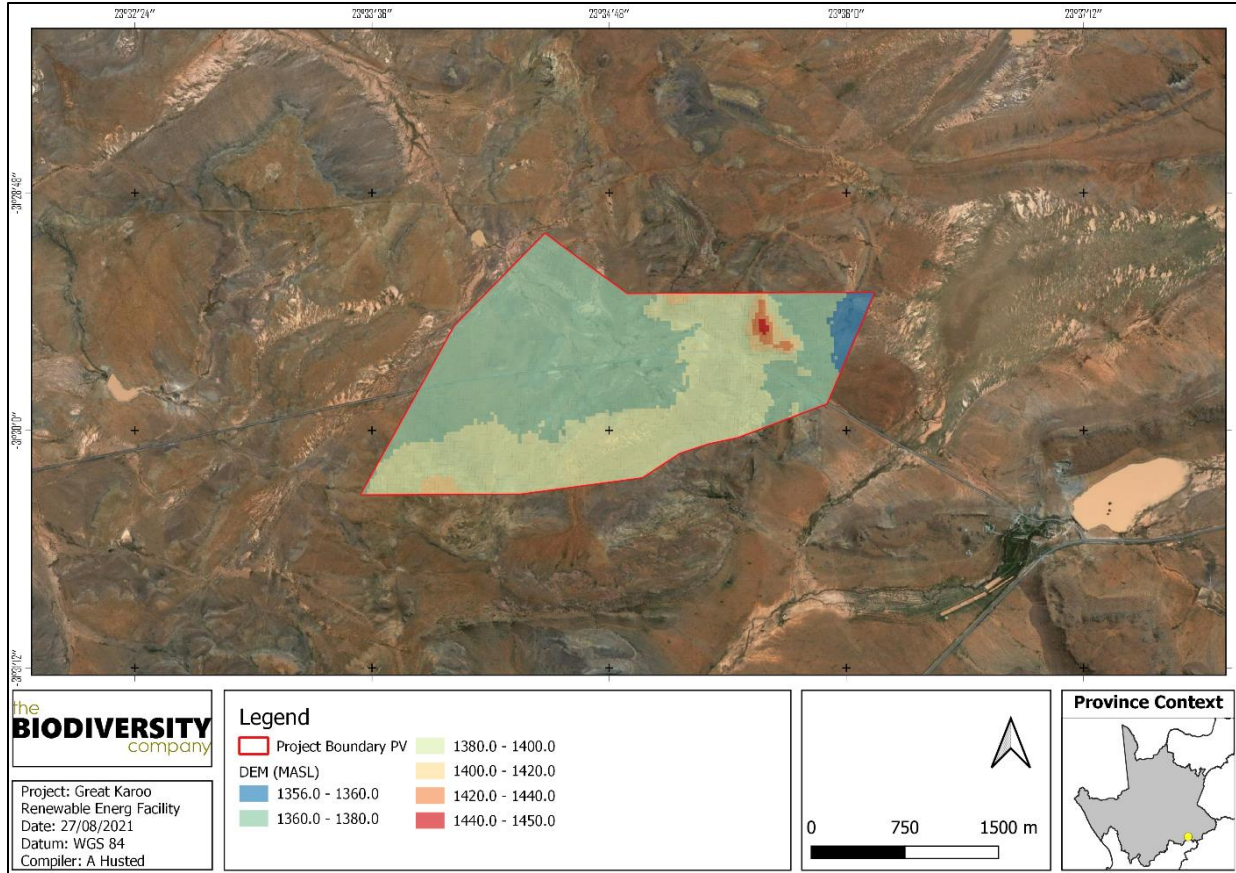 23°32'24" 23°33'36" 23°34'48" 23°36'0" 23°37'12"
-31°28'48"
-31°30'0"
the
BIODIVERSITY
company
Project: Great Karoo
Renewable Energ Facility
Date: 27/08/2021
Datum: WGS 84
Compiler: A Husted
Legend
Project Boundary PV
DEM (MASL)
1356.0 - 1360.0
1360.0 - 1380.0
1380.0 - 1400.0
1400.0 - 1420.0
1420.0 - 1440.0
1440.0 - 1450.0
0 750 1500 m
Province Context